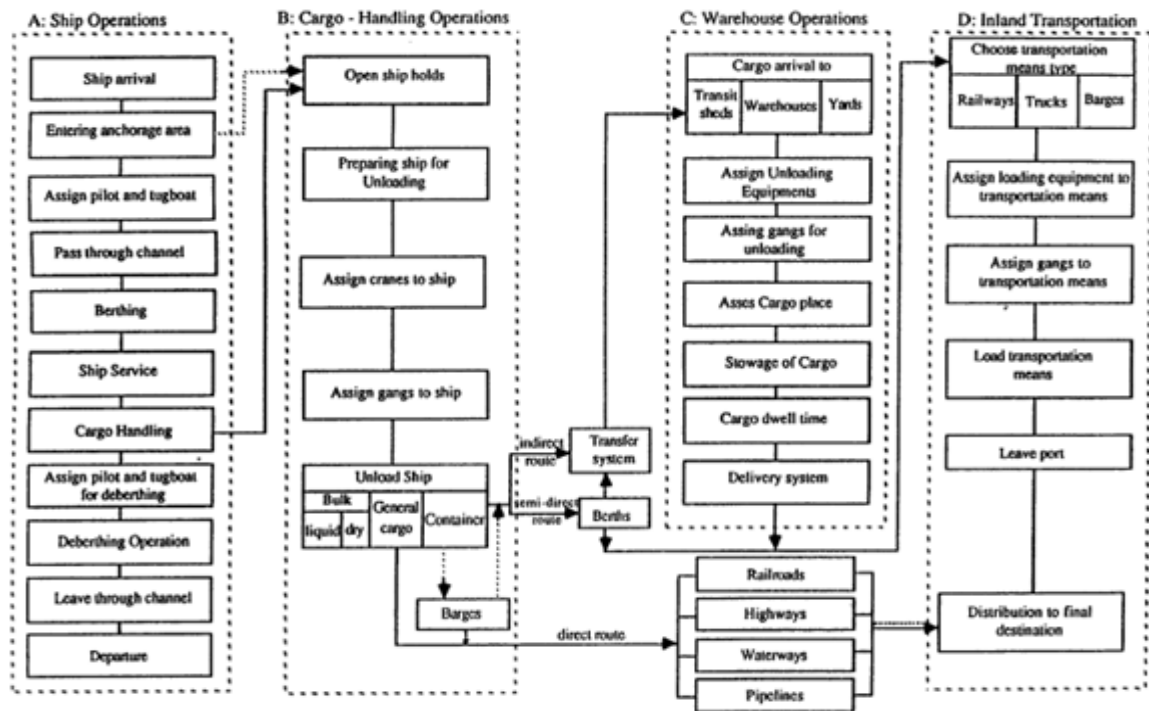 A: Ship Operations
Ship arrival
Entering anchorage area
Assign pilot and tugboat
Pass through channel
Berthing
Ship Service
Cargo Handling
Assign pilot and tugboat
for deberthing
Deberthing Operation
Leave through channel
Departure
B: Cargo - Handling Operations
Open ship holds
Preparing ship for
Unloading
Assign cranes to ship
Assign gangs to ship
Unload Ship
Bulk
liquid
dry
General
cargo
Container
Barges
indirect
route
semi-direct
route
direct route
Transfer
system
Berths
C: Warehouse Operations
Cargo arrival to
Transit
sheds
Warehouses
Yards
Assign Unloading
Equipments
Assing gangs for
unloading
Asses Cargo place
Stowage of Cargo
Cargo dwell time
Delivery system
Railroads
Highways
Waterways
Pipelines
D: Inland Transportation
Choose transportation
means type
Railways
Trucks
Barges
Assign loading equipment to
transportation means
Assign gangs to
transportation means
Load transportation
means
Leave port
Distribution to final
destination